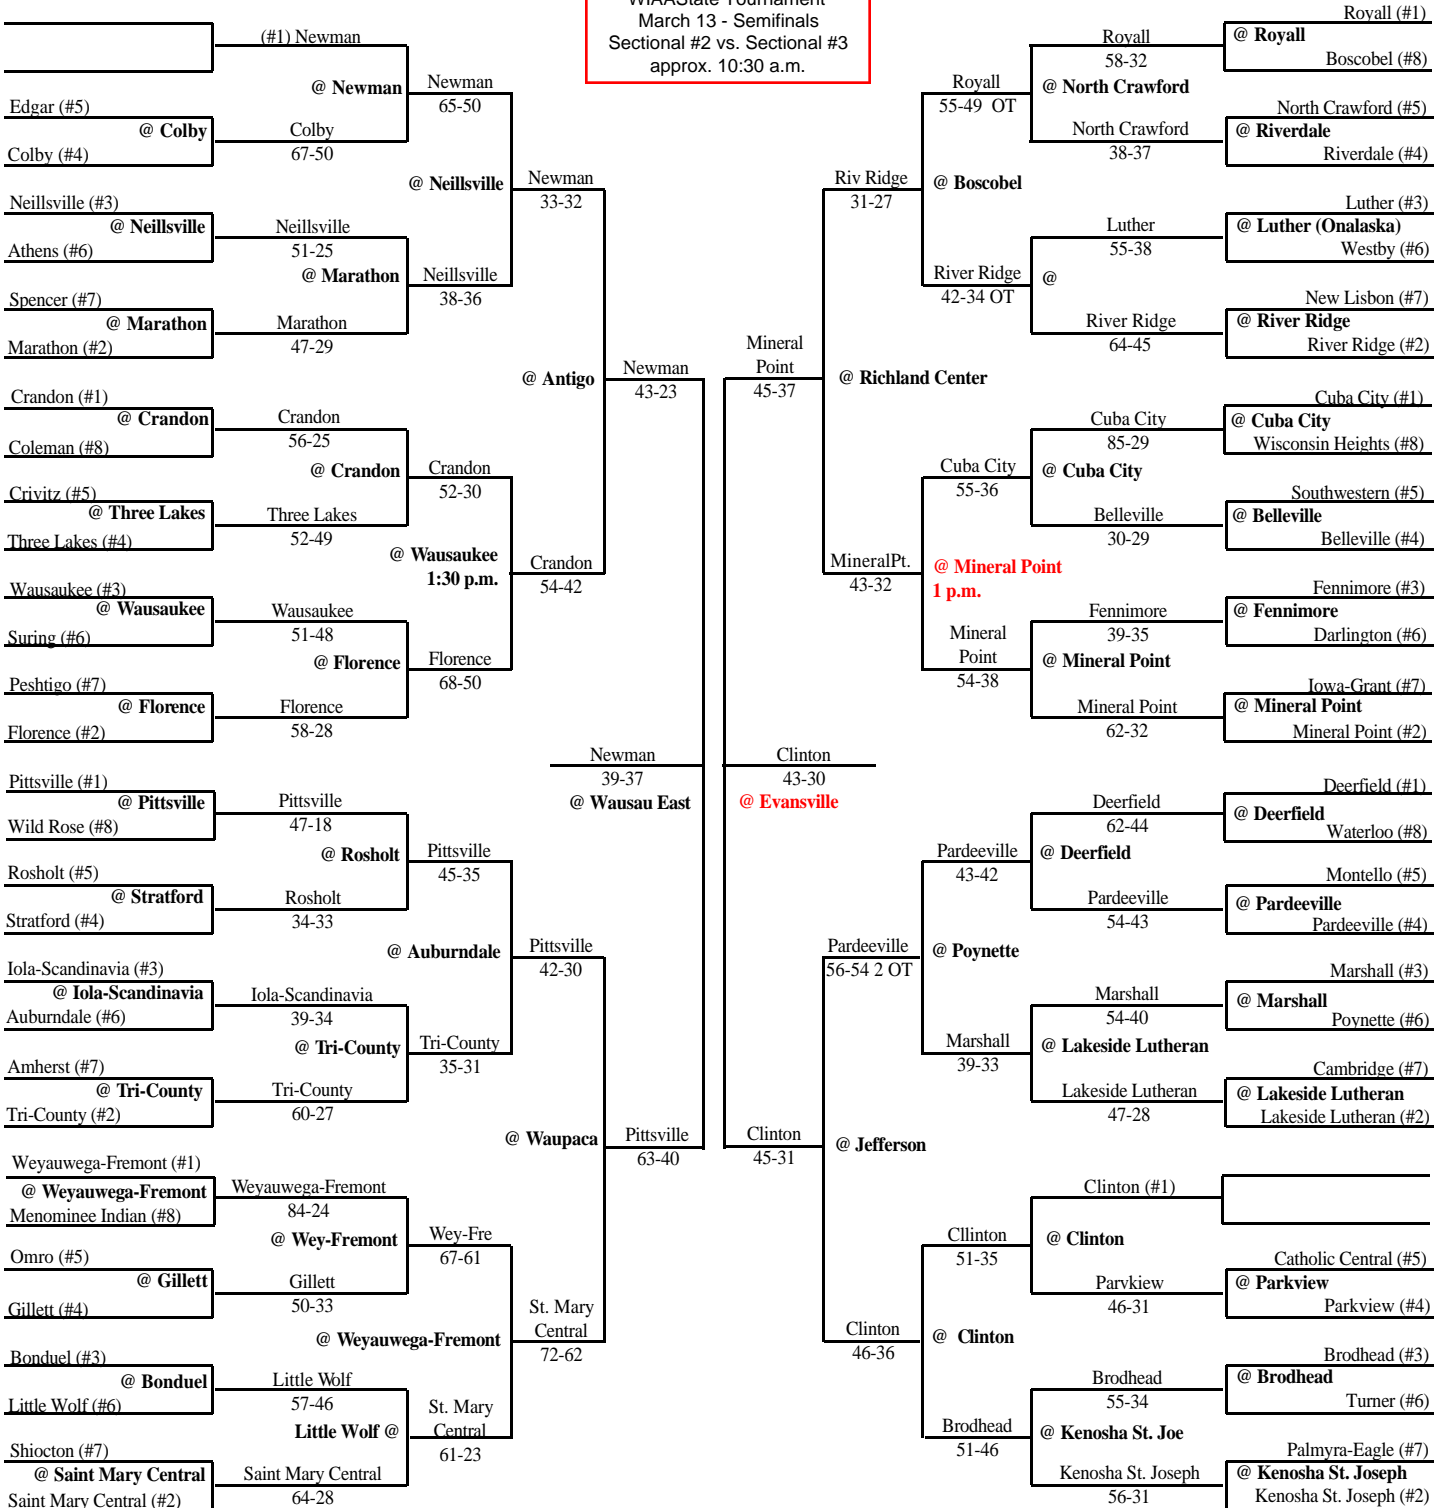 WIAAState Tournament
March 13 - Semifinals
Sectional #2 vs. Sectional #3
approx. 10:30 a.m.
(#1) Newman
@ Newman
Edgar (#5)
@ Colby
Colby (#4)
Colby
67-50
Newman
65-50
@ Neillsville
Neillsville (#3)
@ Neillsville
Athens (#6)
Neillsville
51-25
@ Marathon
Spencer (#7)
@ Marathon
Marathon (#2)
Marathon
47-29
Neillsville
38-36
Newman
33-32
@ Antigo
Crandon (#1)
@ Crandon
Coleman (#8)
Crandon
56-25
@ Crandon
Crivitz (#5)
@ Three Lakes
Three Lakes (#4)
Three Lakes
52-49
Crandon
52-30
@ Wausaukee
1:30 p.m.
Wausaukee (#3)
@ Wausaukee
Suring (#6)
Wausaukee
51-48
@ Florence
Peshtigo (#7)
@ Florence
Florence (#2)
Florence
58-28
Florence
68-50
Crandon
54-42
Newman
43-23
Newman
39-37
@ Wausau East
Pittsville (#1)
@ Pittsville
Wild Rose (#8)
Pittsville
47-18
@ Rosholt
Rosholt (#5)
@ Stratford
Stratford (#4)
Rosholt
34-33
Pittsville
45-35
@ Auburndale
Iola-Scandinavia (#3)
@ Iola-Scandinavia
Auburndale (#6)
Iola-Scandinavia
39-34
@ Tri-County
Amherst (#7)
@ Tri-County
Tri-County (#2)
Tri-County
60-27
Tri-County
35-31
Pittsville
42-30
@ Waupaca
Pittsville
63-40
Weyauwega-Fremont (#1)
@ Weyauwega-Fremont
Menominee Indian (#8)
Weyauwega-Fremont
84-24
@ Wey-Fremont
Omro (#5)
@ Gillett
Gillett (#4)
Gillett
50-33
Wey-Fre
67-61
@ Weyauwega-Fremont
Bonduel (#3)
@ Bonduel
Little Wolf (#6)
Little Wolf
57-46
Little Wolf @
Shiocton (#7)
@ Saint Mary Central
Saint Mary Central (#2)
Saint Mary Central
64-28
St. Mary
Central
61-23
St. Mary
Central
72-62
Royall (#1)
@ Royall
Boscobel (#8)
Royall
58-32
@ North Crawford
North Crawford (#5)
@ Riverdale
Riverdale (#4)
North Crawford
38-37
Royall
55-49 OT
@ Boscobel
Luther (#3)
@ Luther (Onalaska)
Westby (#6)
Luther
55-38
@
New Lisbon (#7)
@ River Ridge
River Ridge (#2)
River Ridge
64-45
River Ridge
42-34 OT
Riv Ridge
31-27
@ Richland Center
Mineral
Point
45-37
Cuba City (#1)
@ Cuba City
Wisconsin Heights (#8)
Cuba City
85-29
@ Cuba City
Southwestern (#5)
@ Belleville
Belleville (#4)
Belleville
30-29
Cuba City
55-36
@ Mineral Point
1 p.m.
MineralPt.
43-32
Fennimore (#3)
@ Fennimore
Darlington (#6)
Fennimore
39-35
@ Mineral Point
Iowa-Grant (#7)
@ Mineral Point
Mineral Point (#2)
Mineral Point
62-32
Mineral
Point
54-38
Clinton
43-30
@ Evansville
Deerfield (#1)
@ Deerfield
Waterloo (#8)
Deerfield
62-44
@ Deerfield
Montello (#5)
@ Pardeeville
Pardeeville (#4)
Pardeeville
54-43
Pardeeville
43-42
@ Poynette
Pardeeville
56-54 2 OT
Marshall (#3)
@ Marshall
Poynette (#6)
Marshall
54-40
@ Lakeside Lutheran
Cambridge (#7)
@ Lakeside Lutheran
Lakeside Lutheran (#2)
Lakeside Lutheran
47-28
Marshall
39-33
@ Jefferson
Clinton
45-31
Clinton (#1)
@ Clinton
Catholic Central (#5)
@ Parkview
Parkview (#4)
Parvkiew
46-31
Cllinton
51-35
@ Clinton
Clinton
46-36
Brodhead (#3)
@ Brodhead
Turner (#6)
Brodhead
55-34
@ Kenosha St. Joe
Palmyra-Eagle (#7)
@ Kenosha St. Joseph
Kenosha St. Joseph (#2)
Kenosha St. Joseph
56-31
Brodhead
51-46